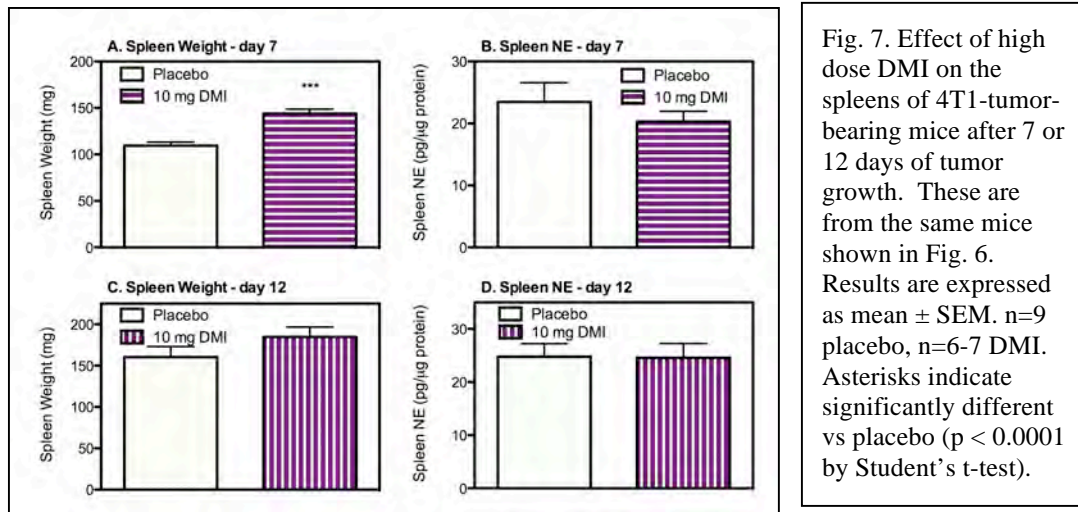 A. Spleen Weight - day 7
200
150
100
50
0
Spleen Weight (mg)
Placebo
10 mg DMI
***
B. Spleen NE - day 7
30
20
10
0
Spleen NE (pg/µg protein)
Placebo
10 mg DMI
C. Spleen Weight - day 12
200
150
100
50
0
Spleen Weight (mg)
Placebo
10 mg DMI
D. Spleen NE - day 12
30
20
10
0
Spleen NE (pg/µg protein)
Placebo
10 mg DMI
Fig. 7. Effect of high
dose DMI on the
spleens of 4T1-tumor-
bearing mice after 7 or
12 days of tumor
growth. These are
from the same mice
shown in Fig. 6.
Results are expressed
as mean ± SEM. n=9
placebo, n=6-7 DMI.
Asterisks indicate
significantly different
vs placebo (p < 0.0001
by Student’s t-test).